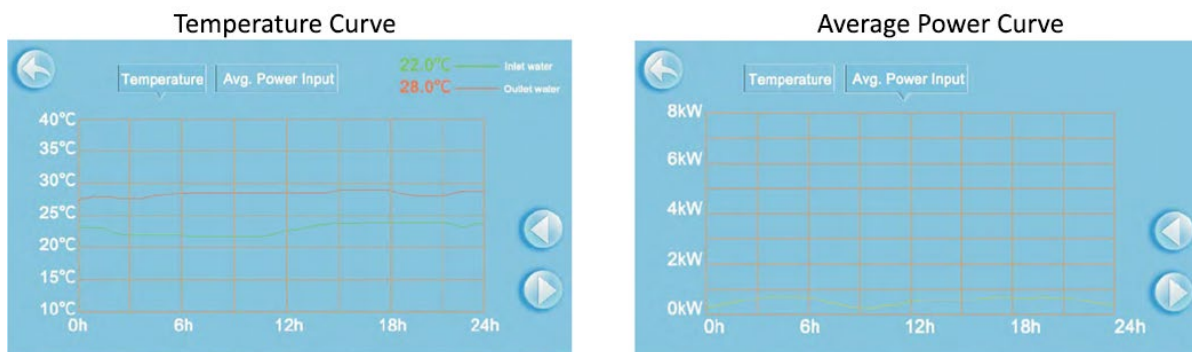 Temperature Curve
Temperature
Avg. Power Input
22.0°C
Inlet water
28.0°C
Outlet water
40°C
35°C
30°C
25°C
20°C
15°C
10°C
0h
6h
12h
18h
24h
Average Power Curve
Temperature
Avg. Power Input
8kW
6kW
4kW
2kW
0kW
0h
6h
12h
18h
24h